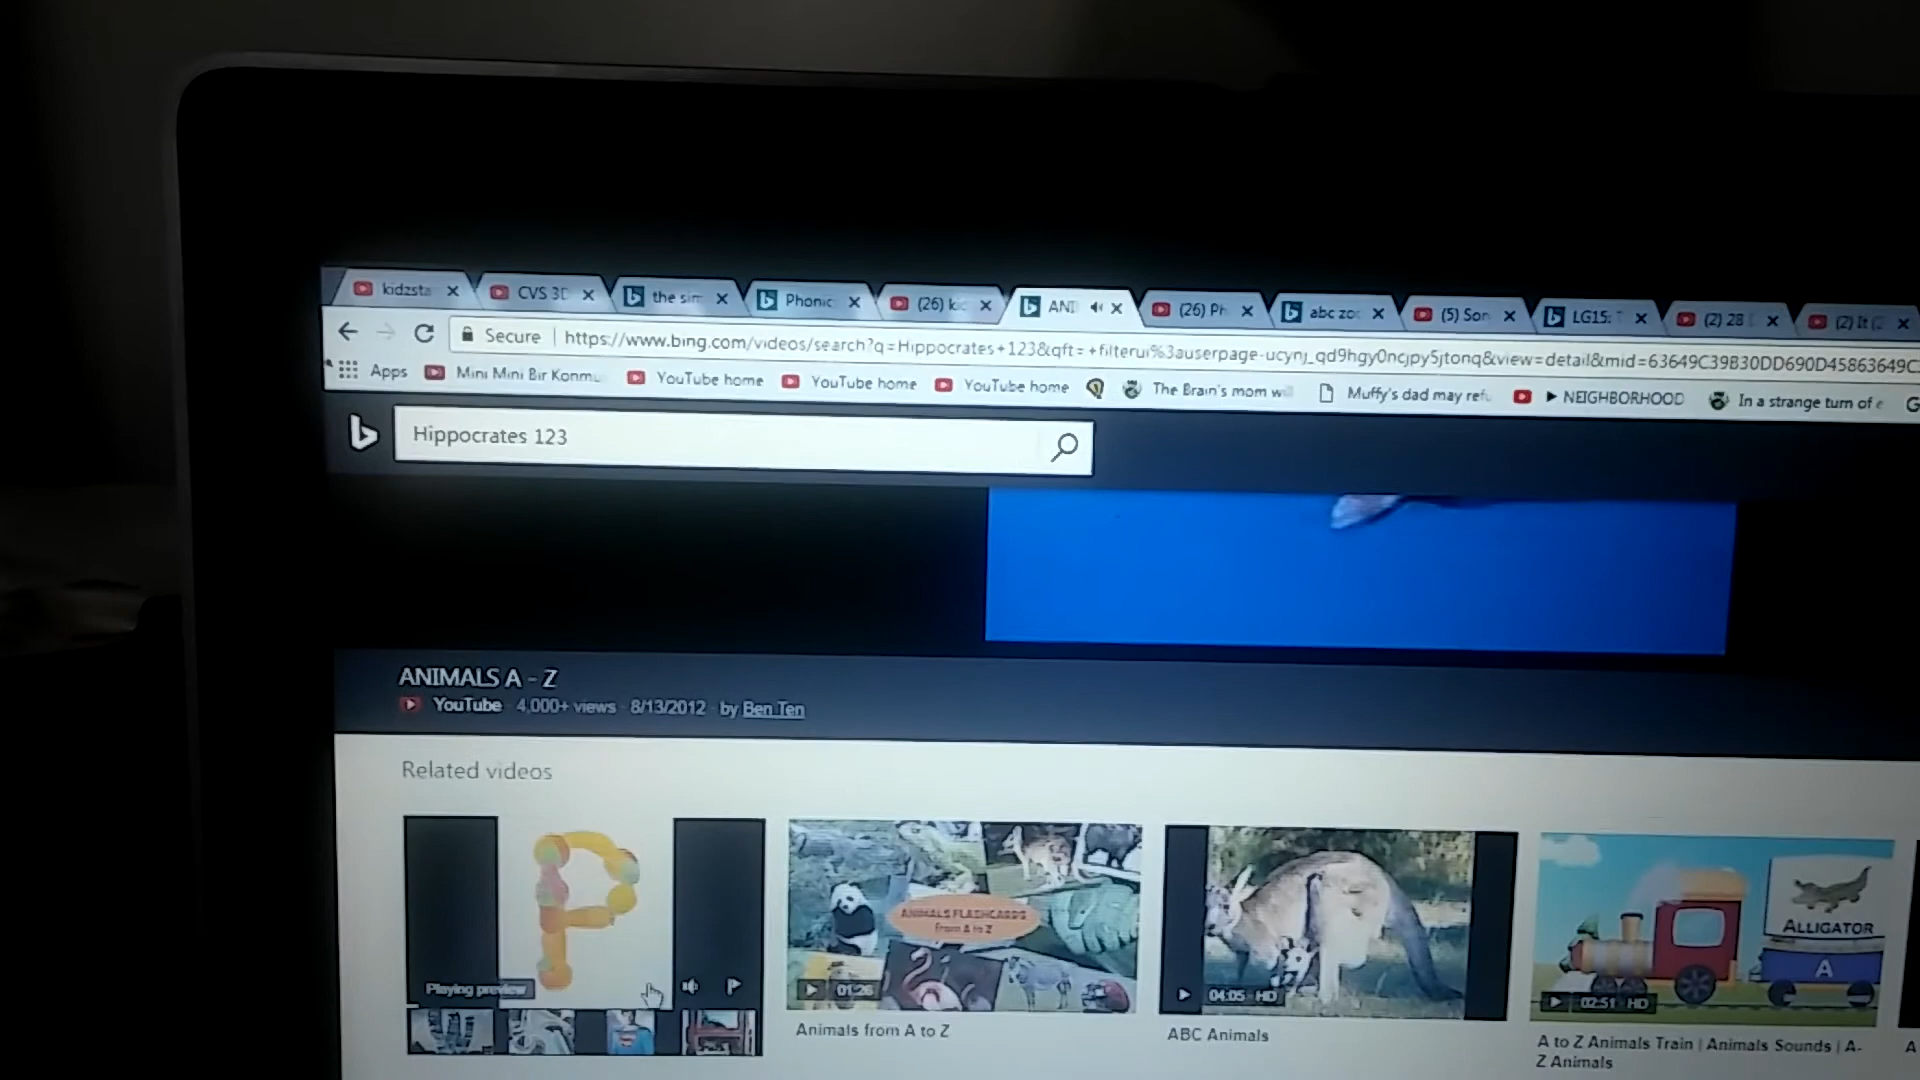 kidzsta
CVS 3D
the sim
Phonic
(26) ki
ANI
(26) Ph
abc zo
(5) Son
LG15: T
(2) 28
(2) It (2
Secure
https://www.bing.com/videos/search?q=Hippocrates+123&qft=+filterui%3auserpage-ucynj_qd9hgy0ncjpy5jtonq&view=detail&mid=63649C39B30DD690D45863649C
Apps
Mini Mini Bir Konmu
YouTube home
YouTube home
YouTube home
The Brain's mom wil
Muffy's dad may refu
▶ NEIGHBORHOOD
In a strange turn of e
G
Hippocrates 123
ANIMALS A - Z
YouTube · 4,000+ views · 8/13/2012 · by Ben Ten
Related videos
P
Playing preview
ANIMALS FLASHCARDS
from A to Z
01:26
Animals from A to Z
04:05 HD
ABC Animals
ALLIGATOR
A
02:51 HD
A to Z Animals Train | Animals Sounds | A-
Z Animals
A